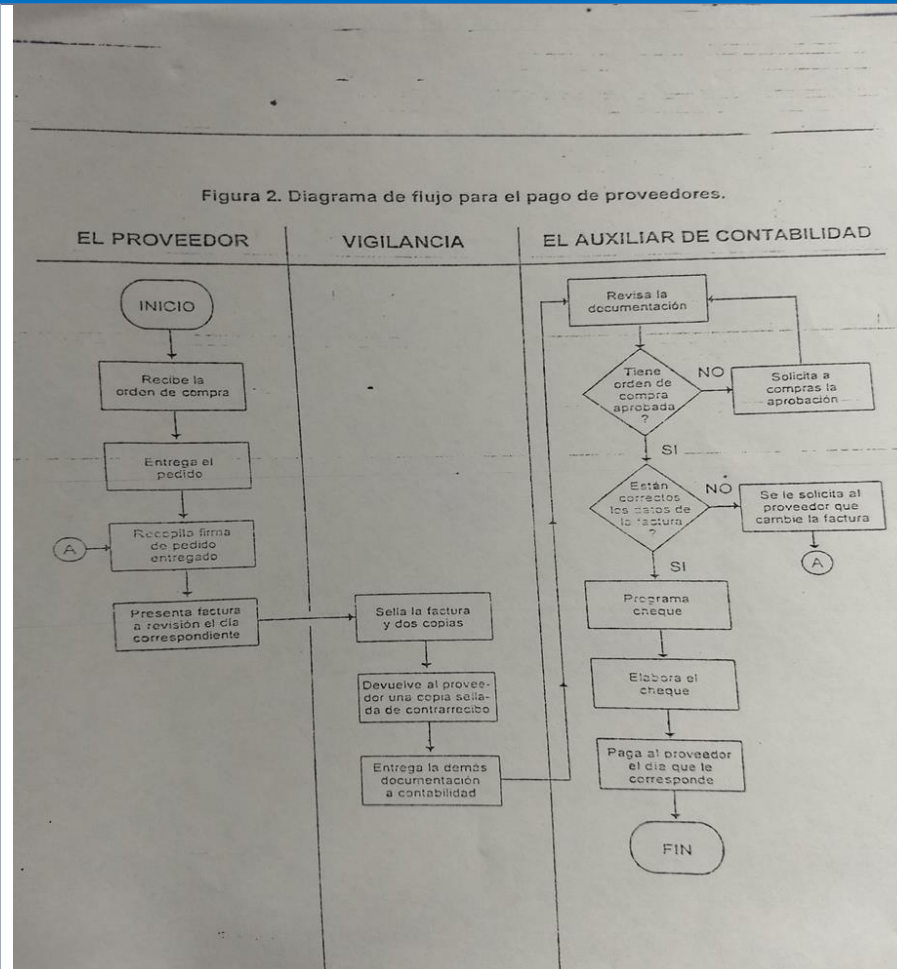 Figura 2. Diagrama de flujo para el pago de proveedores.
EL PROVEEDOR
VIGILANCIA
EL AUXILIAR DE CONTABILIDAD
INICIO
Recibe la
orden de compra
Entrega el
pedido
A
Recopila firma
de pedido
entregado
Presenta factura
a revisión el día
correspondiente
Sella la factura
y dos copias
Devuelve al provee-
dor una copia sella-
da de contrarrecibo
Entrega la demás
documentación
a contabilidad
Revisa la
documentación
Tiene
orden de
compra
aprobada
?
NO
Solicita a
compras la
aprobación
SI
Están
correctos
los datos de
la factura
?
NO
Se le solicita al
proveedor que
cambie la factura
A
SI
Programa
cheque
Elabora el
cheque
Paga al proveedor
el día que le
corresponde
FIN